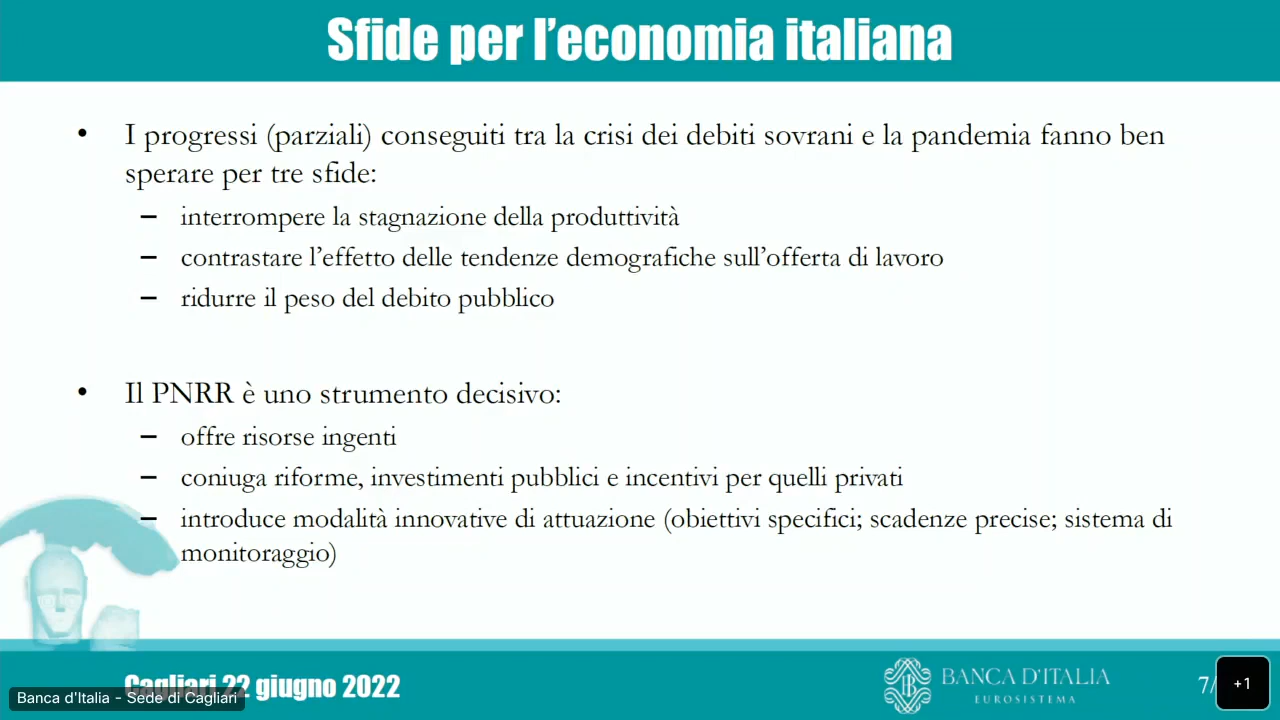 Sfide per l'economia italiana
• I progressi (parziali) conseguiti tra la crisi dei debiti sovrani e la pandemia fanno ben
sperare per tre sfide:
– interrompere la stagnazione della produttività
– contrastare l'effetto delle tendenze demografiche sull'offerta di lavoro
– ridurre il peso del debito pubblico
• Il PNRR è uno strumento decisivo:
– offre risorse ingenti
– coniuga riforme, investimenti pubblici e incentivi per quelli privati
– introduce modalità innovative di attuazione (obiettivi specifici; scadenze precise; sistema di
monitoraggio)
Cagliari 22 giugno 2022
Banca d'Italia - Sede di Cagliari
BANCA D'ITALIA
EUROSISTEMA
7/
+1